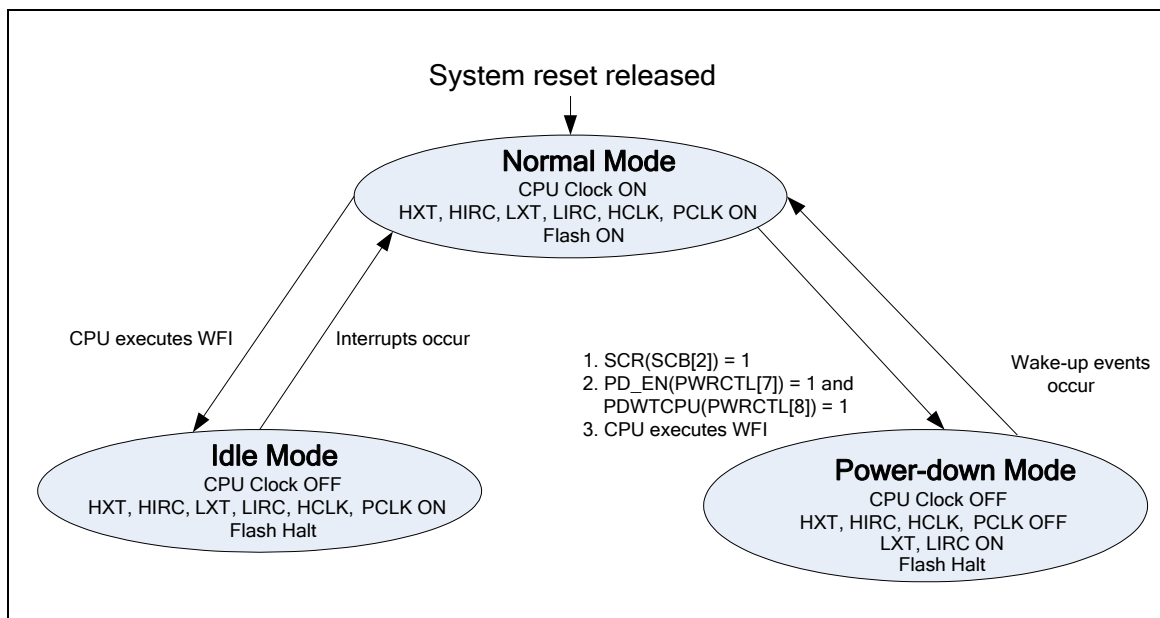 System reset released
Normal Mode
CPU Clock ON
HXT, HIRC, LXT, LIRC, HCLK, PCLK ON
Flash ON
CPU executes WFI
Interrupts occur
1. SCR(SCB[2]) = 1
2. PD_EN(PWRCTL[7]) = 1 and
PDWTCPU(PWRCTL[8]) = 1
3. CPU executes WFI
Wake-up events
occur
Idle Mode
CPU Clock OFF
HXT, HIRC, LXT, LIRC, HCLK, PCLK ON
Flash Halt
Power-down Mode
CPU Clock OFF
HXT, HIRC, HCLK, PCLK OFF
LXT, LIRC ON
Flash Halt